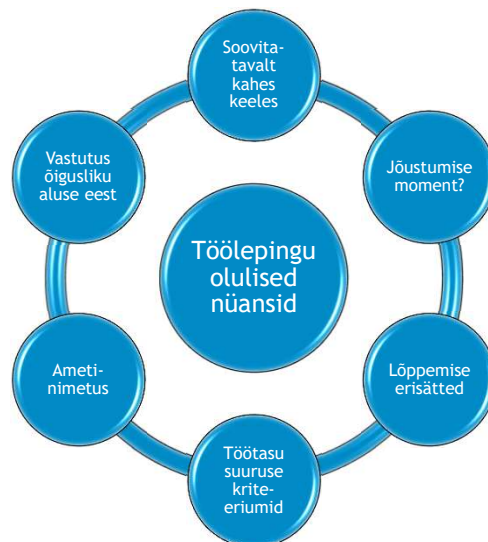 Soovita-
tavalt
kahes
keeles
Jõustumise
moment?
Lõppemise
erisätted
Töötasu
suuruse
krite-
eriumid
Ameti-
nimetus
Vastutus
õigusliku
aluse eest
Töölepingu
olulised
nüansid